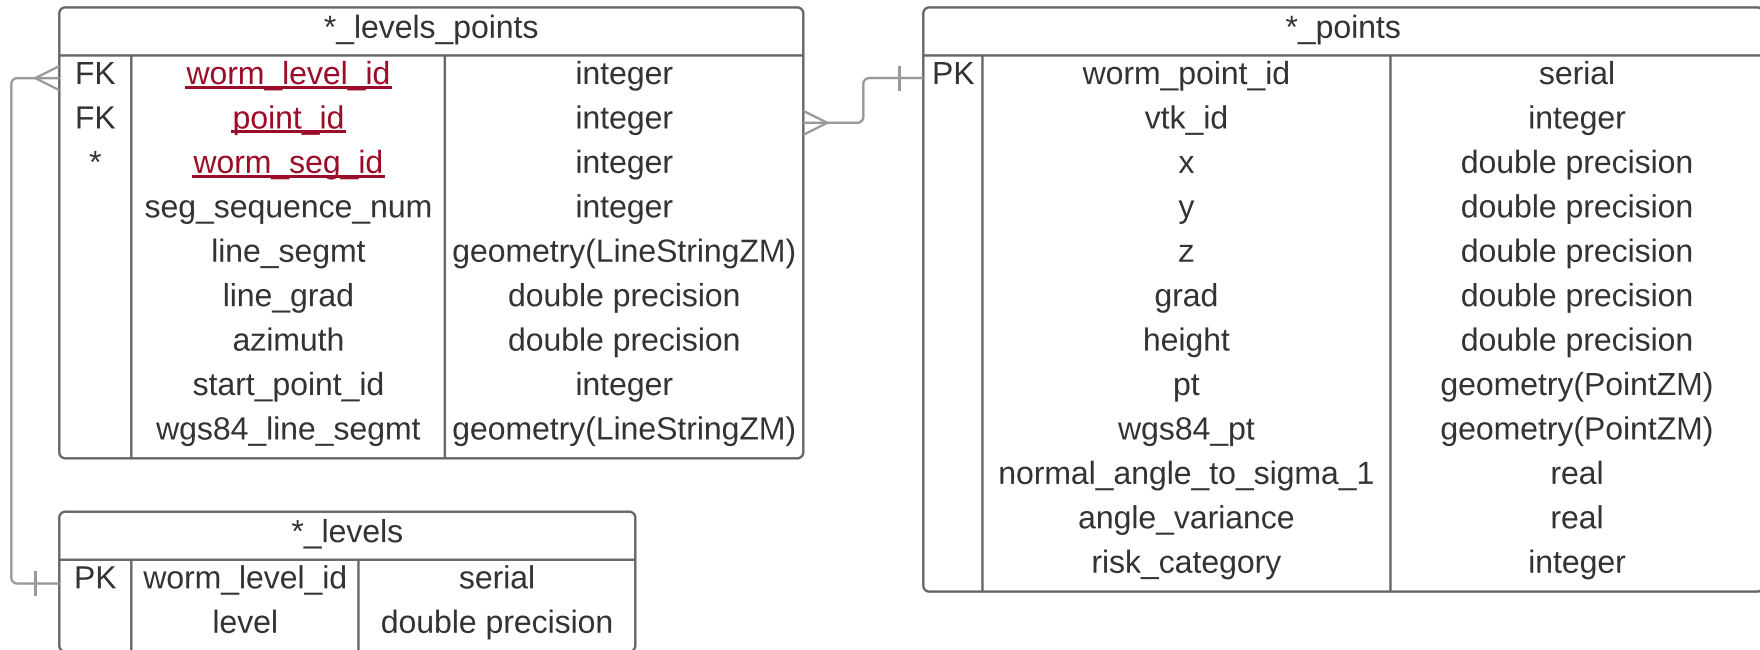 *_levels_points
FK worm_level_id integer
FK point_id integer
* worm_seg_id integer
seg_sequence_num integer
line_segmt geometry(LineStringZM)
line_grad double precision
azimuth double precision
start_point_id integer
wgs84_line_segmt geometry(LineStringZM)
*_levels
PK worm_level_id serial
level double precision
*_points
PK worm_point_id serial
vtk_id integer
x double precision
y double precision
z double precision
grad double precision
height double precision
pt geometry(PointZM)
wgs84_pt geometry(PointZM)
normal_angle_to_sigma_1 real
angle_variance real
risk_category integer